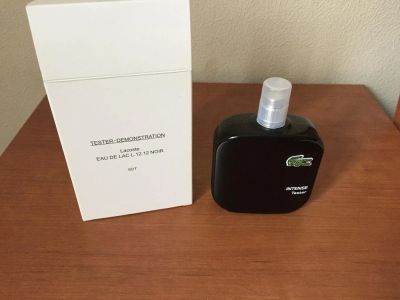 TESTER-DEMONSTRATION
Lacoste
EAU DE LAC L 12-12 NOIR
INTENSE
Tester